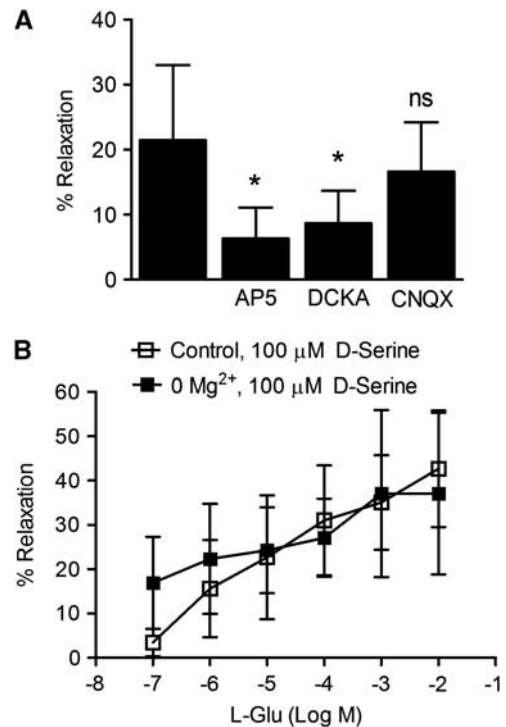 A
40
ns
30
% Relaxation
20
*
*
10
0
AP5 DCKA CNQX
B
Control, 100 μM D-Serine
0 Mg²⁺, 100 μM D-Serine
60
50
40
% Relaxation
30
20
10
0
-8 -7 -6 -5 -4 -3 -2 -1
L-Glu (Log M)